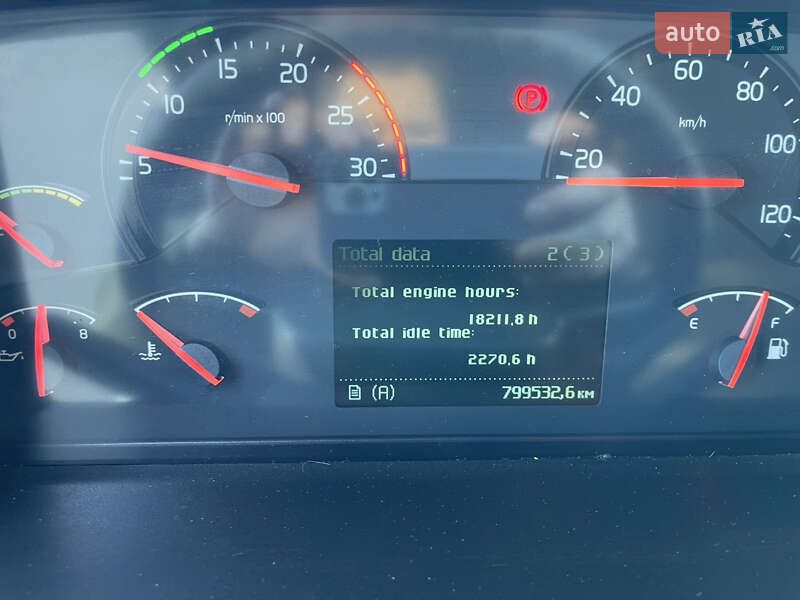 auto RIA .com
5 10 15 20 25 30
r/min x 100
P
20 40 60 80 100 120
km/h
Total data 2(3)
Total engine hours:
18211,8 h
Total idle time:
2270,6 h
(A) 799532,6 KM
0 8
E F